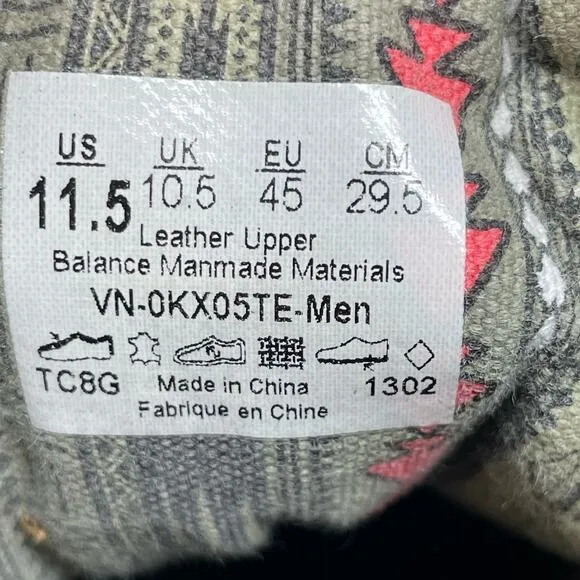 US UK EU CM
11.5 10.5 45 29.5
Leather Upper
Balance Manmade Materials
VN-0KX05TE-Men
TC8G Made in China 1302
Fabrique en Chine